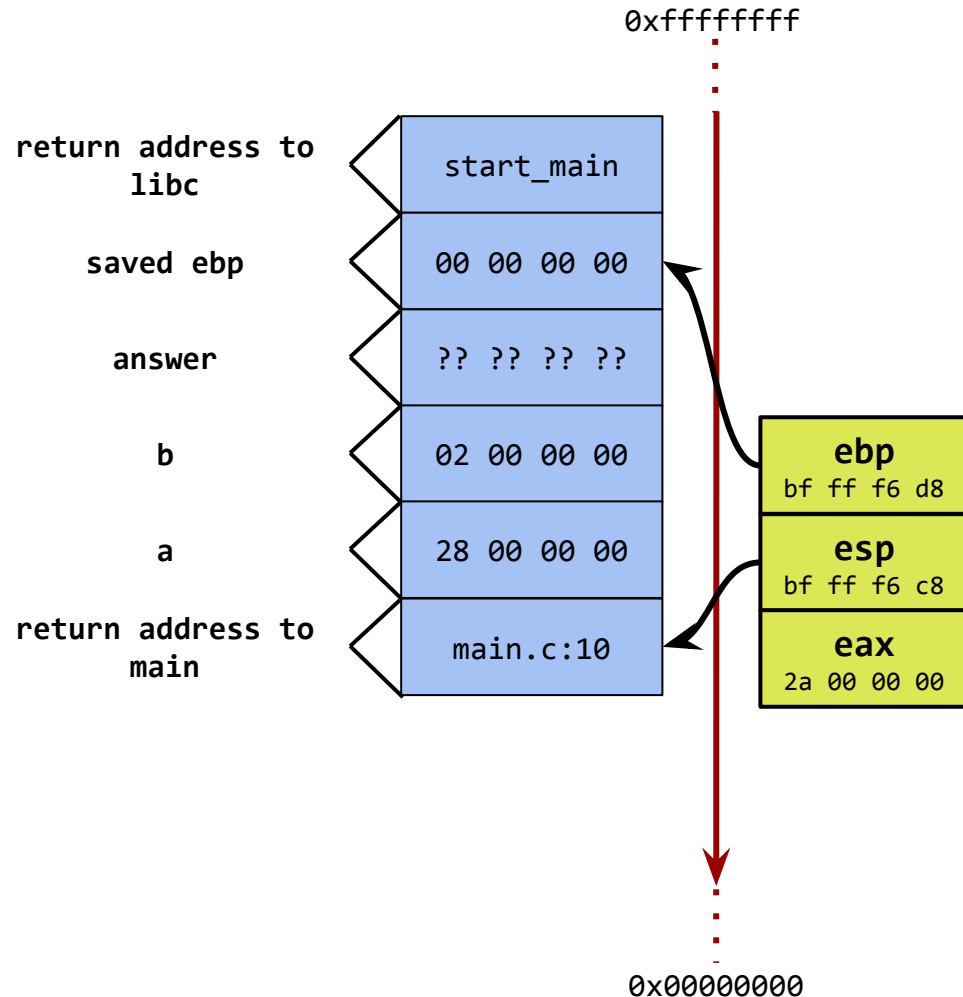 0xffffffff
return address to
libc
start_main
saved ebp
00 00 00 00
answer
?? ?? ?? ??
b
02 00 00 00
a
28 00 00 00
return address to
main
main.c:10
ebp
bf ff f6 d8
esp
bf ff f6 c8
eax
2a 00 00 00
0x00000000